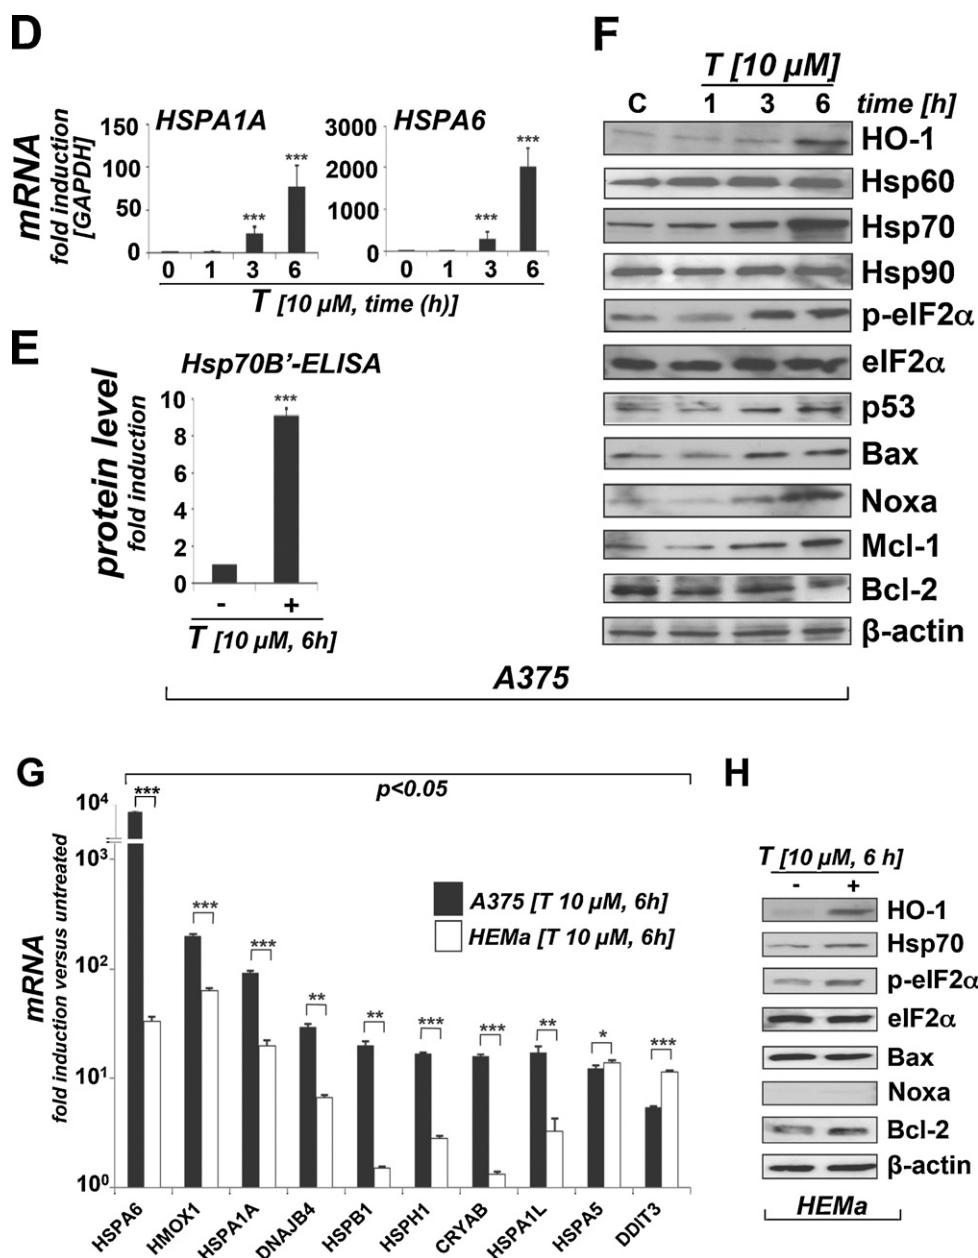 D
HSPA1A
HSPA6
mRNA
fold induction
[GAPDH]
150
100
50
0
3000
2000
1000
0
***
***
***
***
0 1 3 6
0 1 3 6
T [10 µM, time (h)]
E
Hsp70B’-ELISA
protein level
fold induction
10
8
6
4
2
0
***
- +
T [10 µM, 6h]
F
T [10 µM]
C 1 3 6 time [h]
HO-1
Hsp60
Hsp70
Hsp90
p-eIF2α
eIF2α
p53
Bax
Noxa
Mcl-1
Bcl-2
β-actin
A375
G
p<0.05
mRNA
fold induction versus untreated
10⁴
10³
10²
10¹
10⁰
*** *** *** ** ** *** *** ** * ***
A375 [T 10 µM, 6h]
HEMa [T 10 µM, 6h]
HSPA6
HMOX1
HSPA1A
DNAJB4
HSPB1
HSPH1
CRYAB
HSPA1L
HSPA5
DDIT3
H
T [10 µM, 6 h]
- +
HO-1
Hsp70
p-eIF2α
eIF2α
Bax
Noxa
Bcl-2
β-actin
HEMa